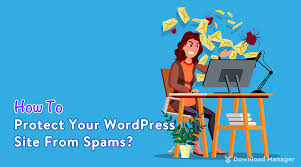 How To
Protect Your WordPress
Site From Spams?
Download Manager